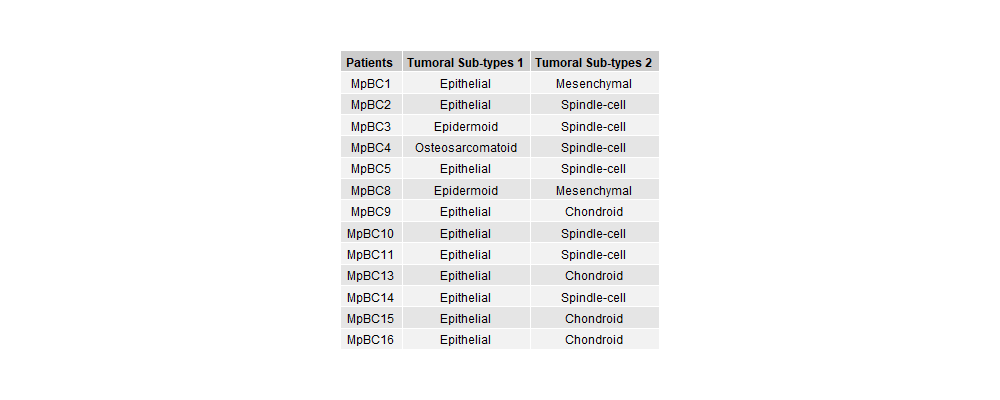 Patients Tumoral Sub-types 1 Tumoral Sub-types 2
MpBC1 Epithelial Mesenchymal
MpBC2 Epithelial Spindle-cell
MpBC3 Epidermoid Spindle-cell
MpBC4 Osteosarcomatoid Spindle-cell
MpBC5 Epithelial Spindle-cell
MpBC8 Epidermoid Mesenchymal
MpBC9 Epithelial Chondroid
MpBC10 Epithelial Spindle-cell
MpBC11 Epithelial Spindle-cell
MpBC13 Epithelial Chondroid
MpBC14 Epithelial Spindle-cell
MpBC15 Epithelial Chondroid
MpBC16 Epithelial Chondroid